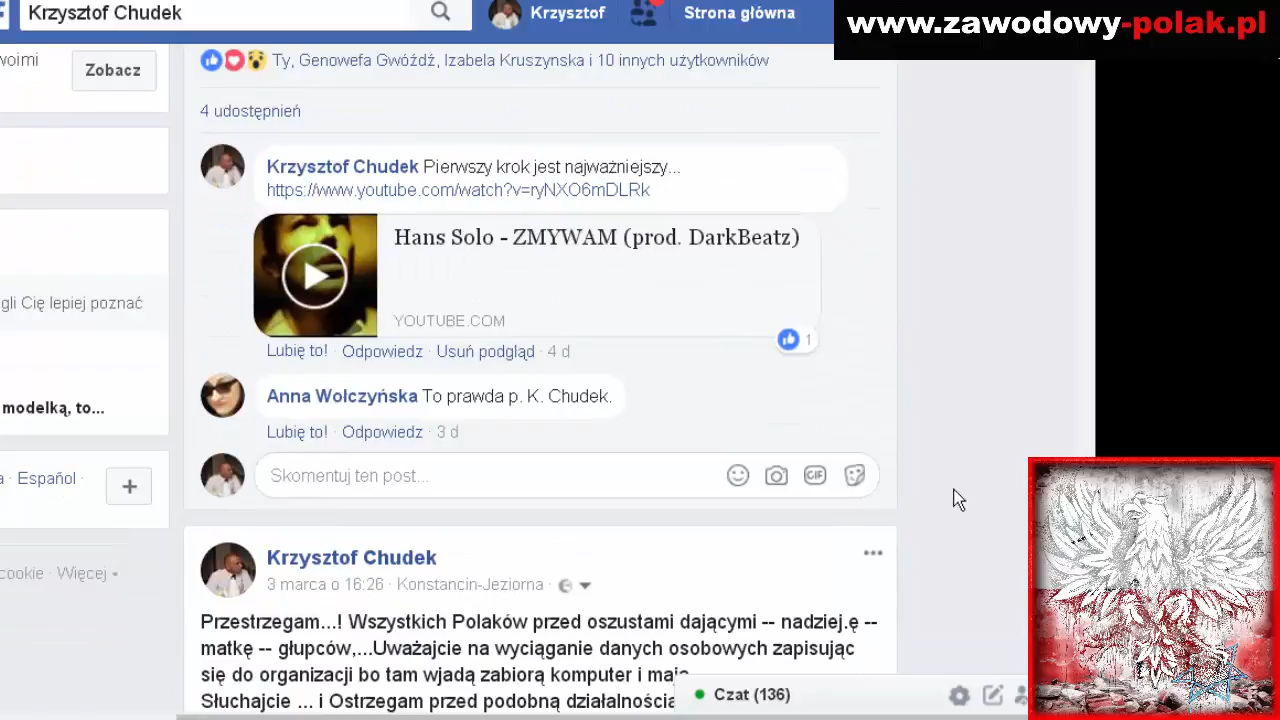 Krzysztof Chudek
Krzysztof
Strona główna
www.zawodowy-polak.pl
woimi
Zobacz
Ty, Genowefa Gwóźdź, Izabela Kruszynska i 10 innych użytkowników
4 udostępnień
Krzysztof Chudek Pierwszy krok jest najważniejszy...
https://www.youtube.com/watch?v=ryNXO6mDLRk
Hans Solo - ZMYWAM (prod. DarkBeatz)
YOUTUBE.COM
1
Lubię to! · Odpowiedz · Usuń podgląd · 4 d
gli Cię lepiej poznać
modelką, to...
Anna Wołczyńska To prawda p. K. Chudek.
Lubię to! · Odpowiedz · 3 d
a · Español ·
+
Skomentuj ten post...
GIF
cookie · Więcej
Krzysztof Chudek
3 marca o 16:26 · Konstancin-Jeziorna ·
Przestrzegam...! Wszystkich Polaków przed oszustami dającymi -- nadziej.ę --
matkę -- głupców,...Uważajcie na wyciąganie danych osobowych zapisując
się do organizacji bo tam wjadą zabiorą komputer i mają
Słuchajcie ... i Ostrzegam przed podobną działalnością
Czat (136)